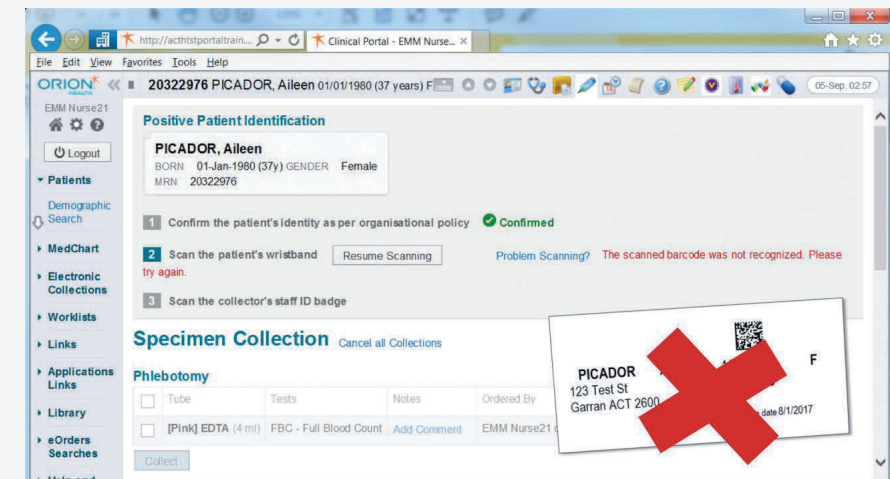 http://acthtstportaltrain...
Clinical Portal - EMM Nurse...
File Edit View Favorites Tools Help
ORION HEALTH
20322976 PICADOR, Aileen 01/01/1980 (37 years) F
05-Sep, 02:57
EMM Nurse21
Logout
Patients
Demographic
Search
MedChart
Electronic
Collections
Worklists
Links
Applications
Links
Library
eOrders
Searches
Positive Patient Identification
PICADOR, Aileen
BORN 01-Jan-1980 (37y) GENDER Female
MRN 20322976
1 Confirm the patient's identity as per organisational policy Confirmed
2 Scan the patient's wristband Resume Scanning Problem Scanning? The scanned barcode was not recognized. Please
try again.
3 Scan the collector's staff ID badge
Specimen Collection Cancel all Collections
Phlebotomy
Tube Tests Notes Ordered By
[Pink] EDTA (4 ml) FBC - Full Blood Count Add Comment EMM Nurse21
Collect
PICADOR F
123 Test St
Garran ACT 2600 date 8/1/2017